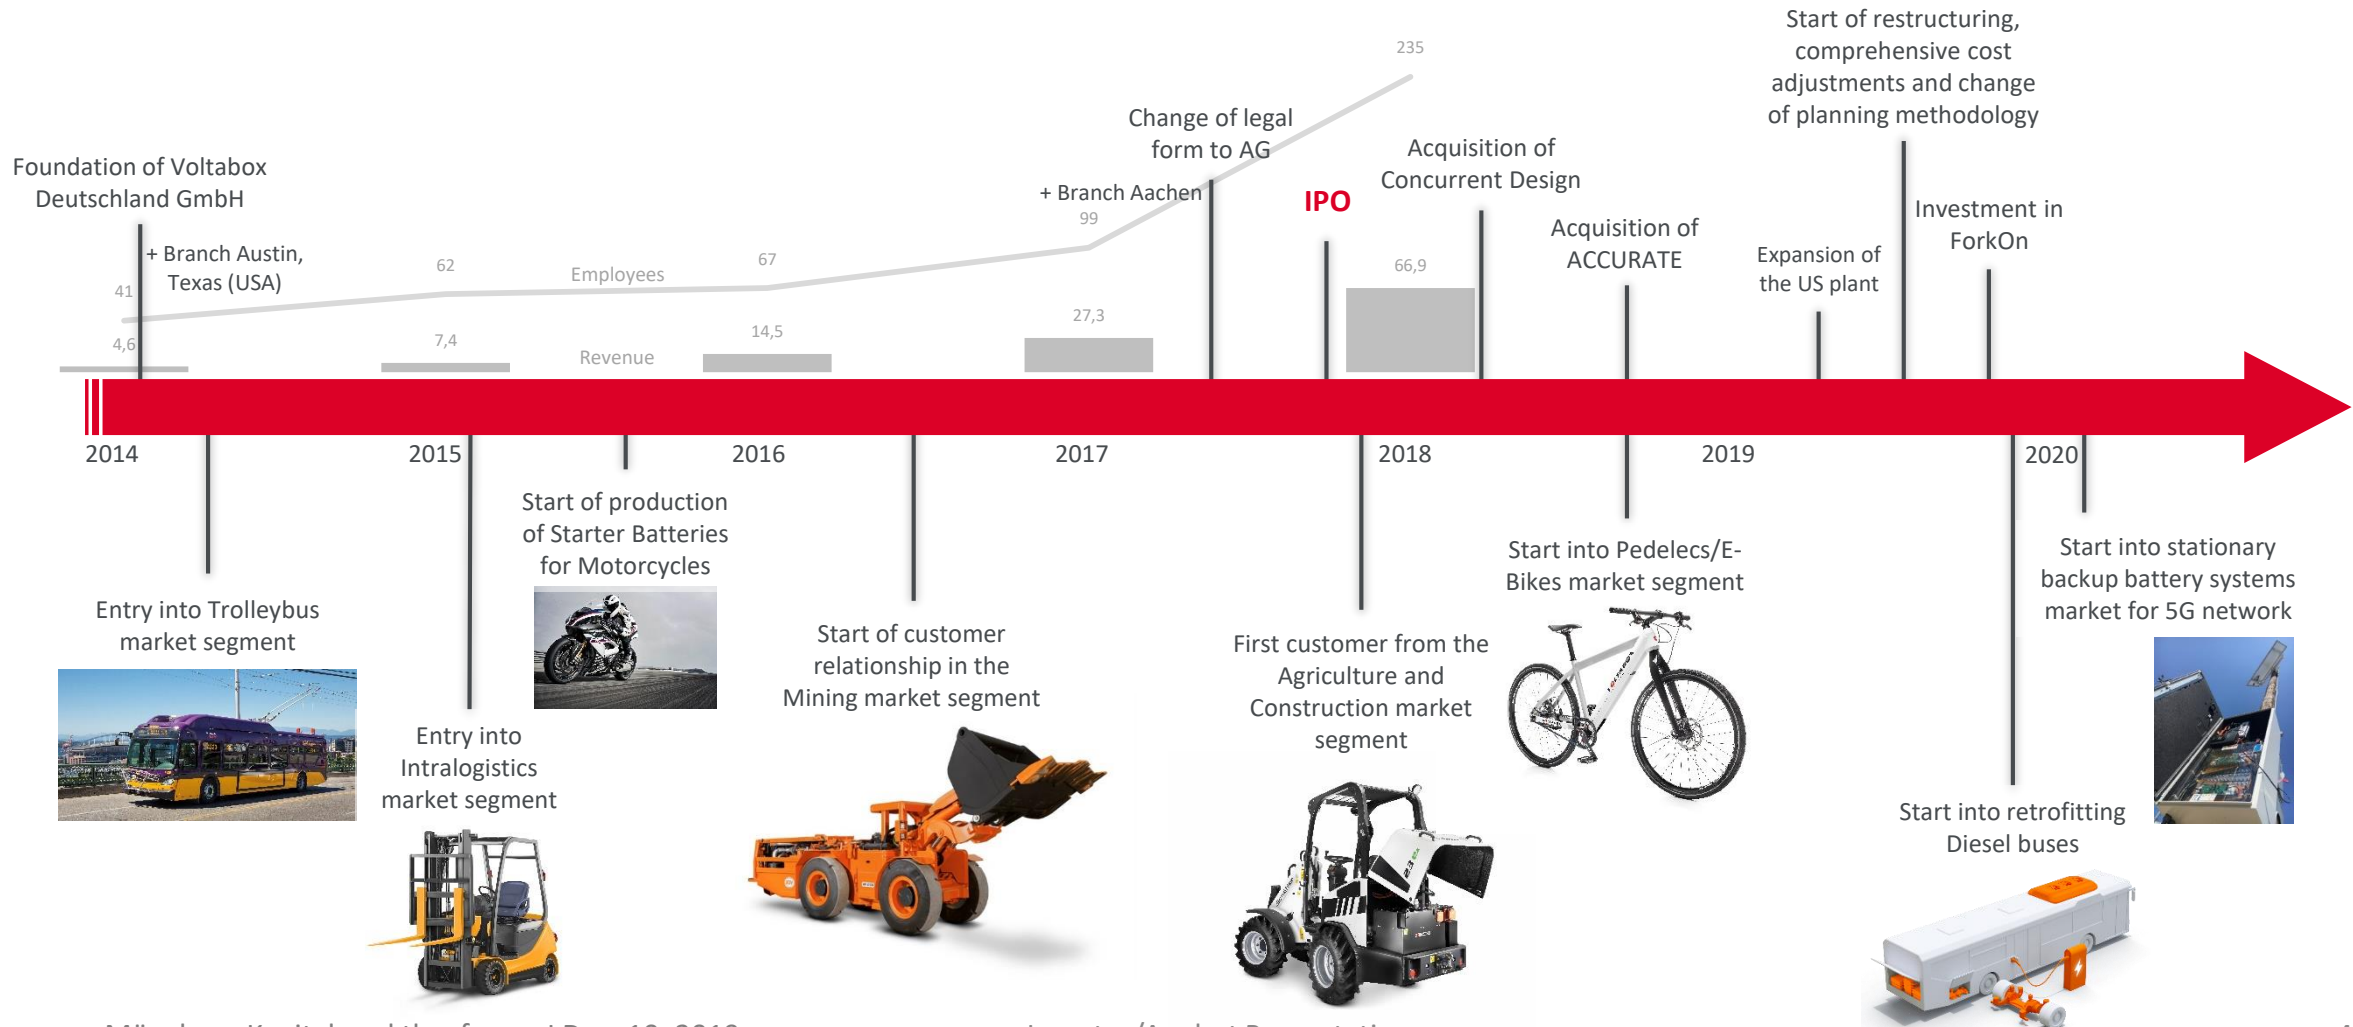 Start of restructuring,
comprehensive cost
adjustments and change
of planning methodology
235
Change of legal
form to AG
Acquisition of
Concurrent Design
Foundation of Voltabox
Deutschland GmbH
+ Branch Aachen
IPO
99
Investment in
ForkOn
Acquisition of
ACCURATE
+ Branch Austin,
Texas (USA)
Expansion of
the US plant
62
Employees
67
66,9
41
4,6
7,4
Revenue
14,5
27,3
2014
2015
2016
2017
2018
2019
2020
Start of production
of Starter Batteries
for Motorcycles
Start into Pedelecs/E-
Bikes market segment
Start into stationary
backup battery systems
market for 5G network
Entry into Trolleybus
market segment
Start of customer
relationship in the
Mining market segment
First customer from the
Agriculture and
Construction market
segment
Entry into
Intralogistics
market segment
Start into retrofitting
Diesel buses